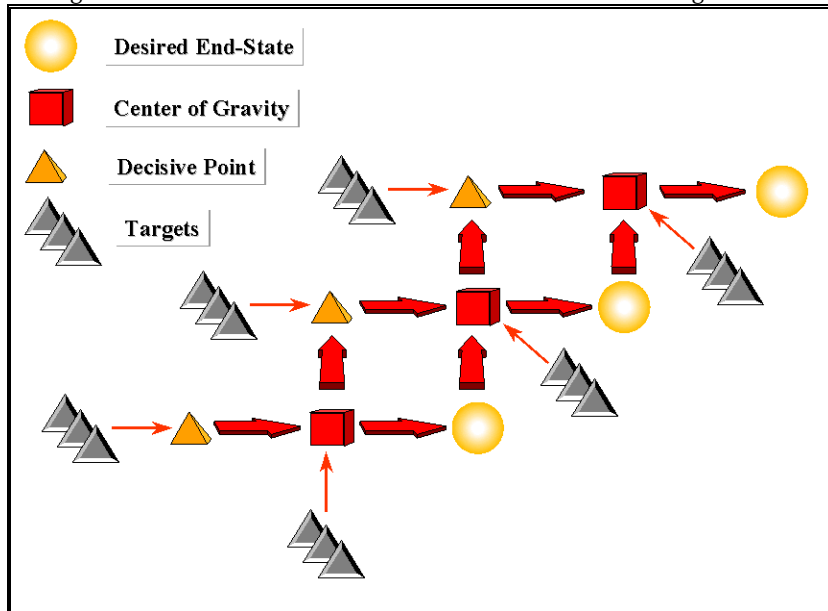 Desired End-State
Center of Gravity
Decisive Point
Targets